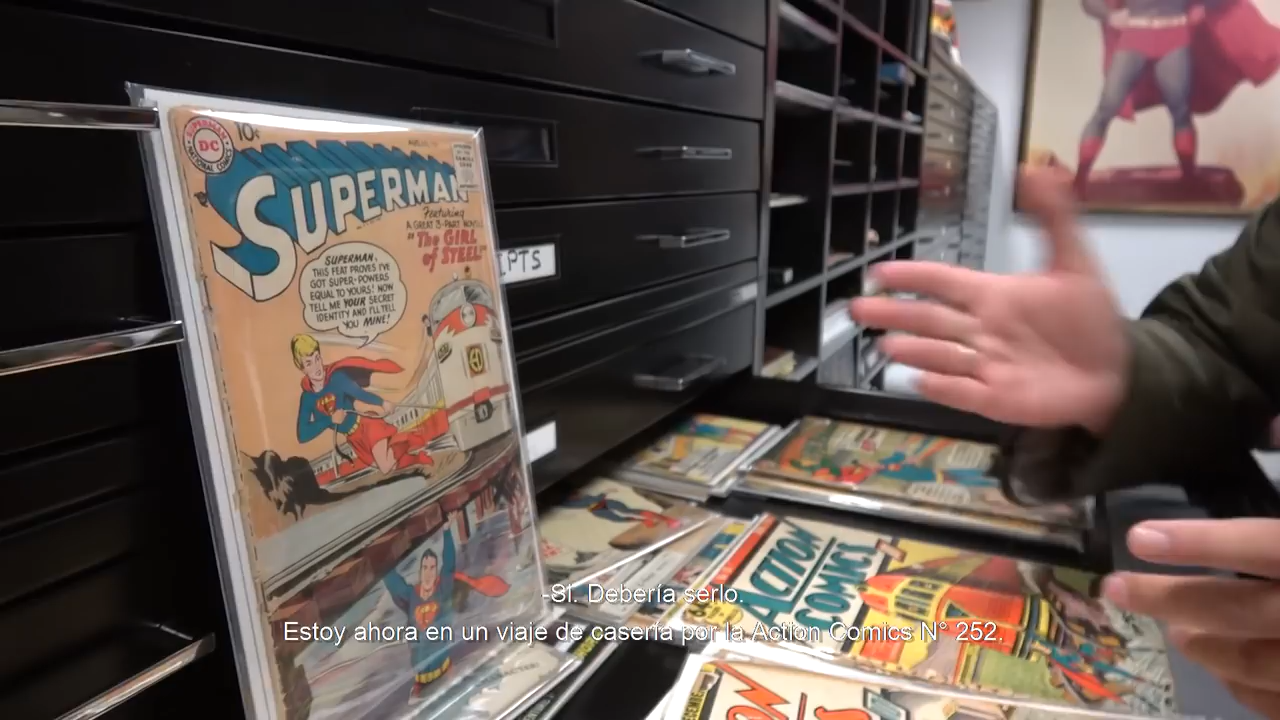 SUPERMAN
DC
NATIONAL COMICS
10¢
SUPERMAN
Featuring
A GREAT 3-PART NOVEL
"The GIRL
of STEEL"
SUPERMAN,
THIS FEAT PROVES I'VE
GOT SUPER-POWERS
EQUAL TO YOURS! NOW
TELL ME YOUR SECRET
IDENTITY AND I'LL TELL
YOU MINE!
IPTS
ACTION
COMICS
-Sí. Debería serlo.
Estoy ahora en un viaje de casería por la Action Comics N° 252.